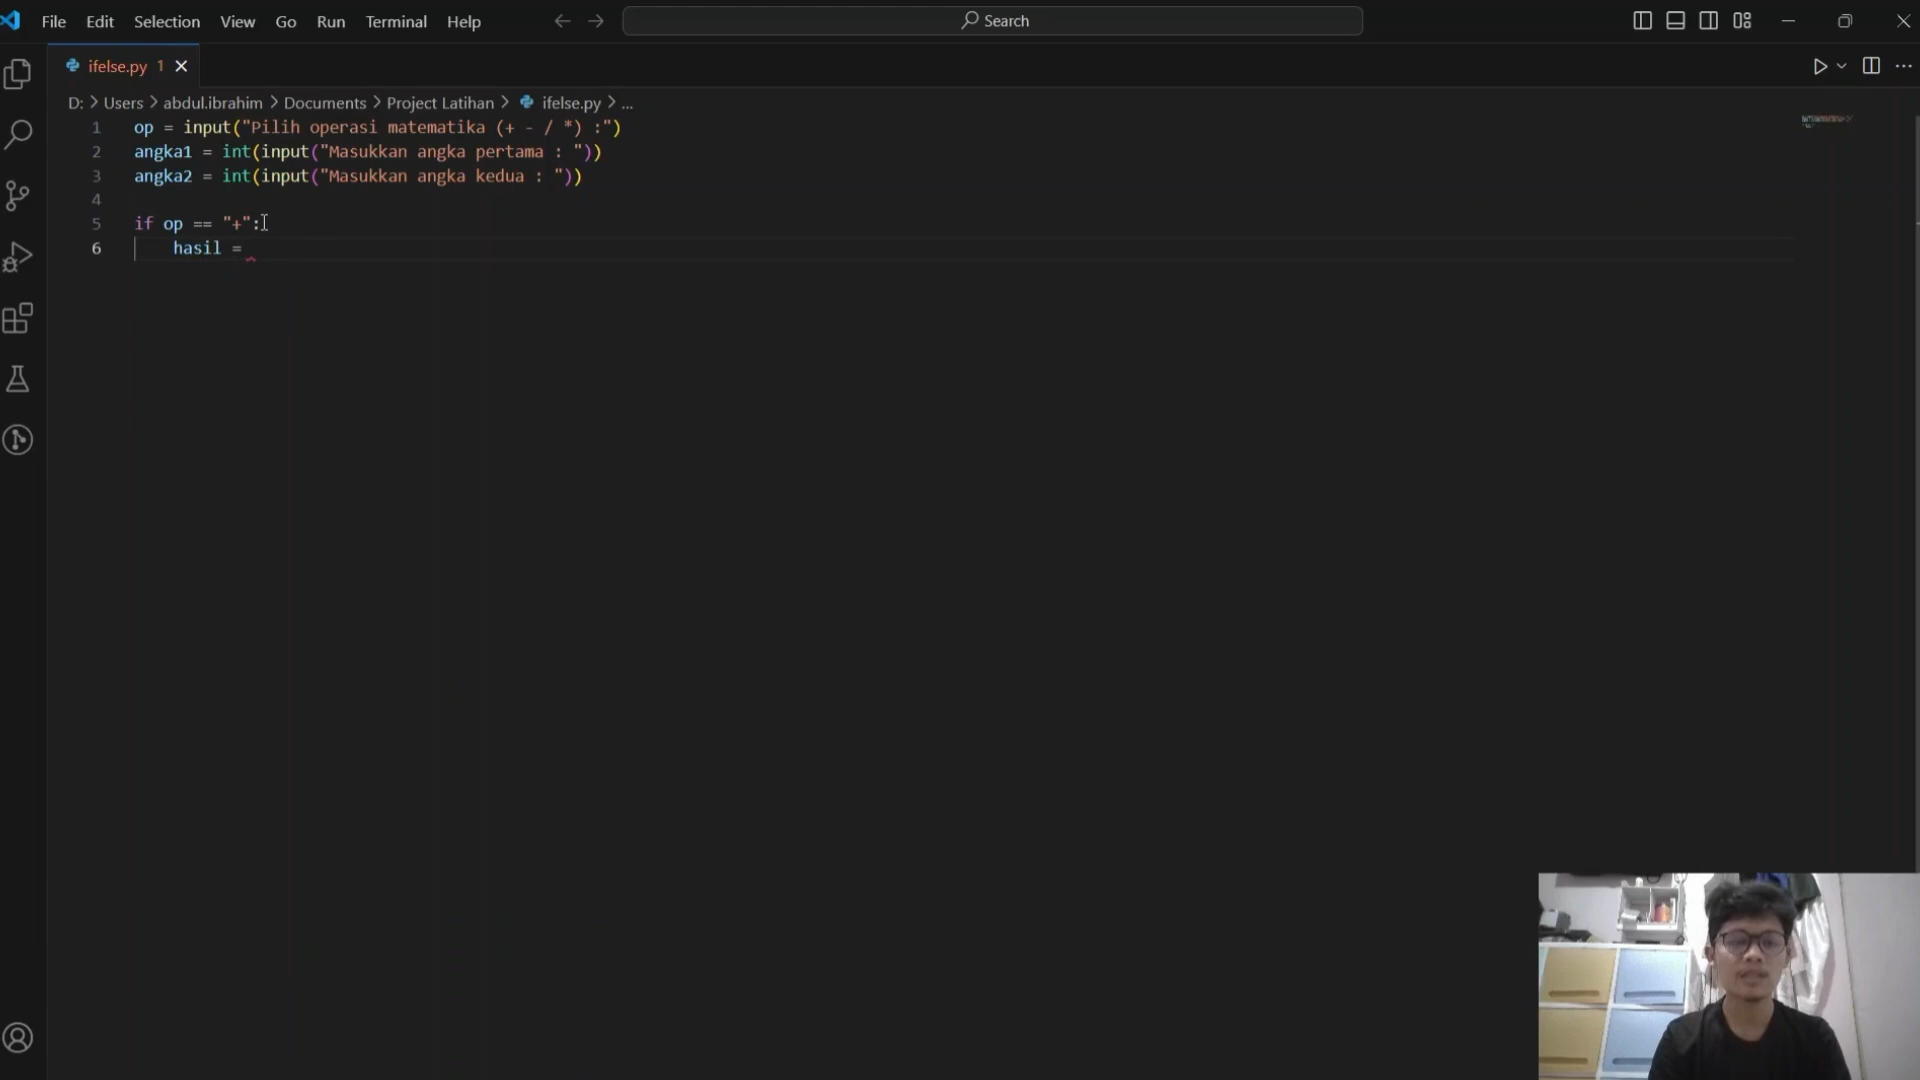 File Edit Selection View Go Run Terminal Help Search
ifelse.py 1
D: > Users > abdul.ibrahim > Documents > Project Latihan > ifelse.py > ...
1 op = input("Pilih operasi matematika (+ - / *) :")
2 angka1 = int(input("Masukkan angka pertama : "))
3 angka2 = int(input("Masukkan angka kedua : "))
4
5 if op == "+":
6 hasil =